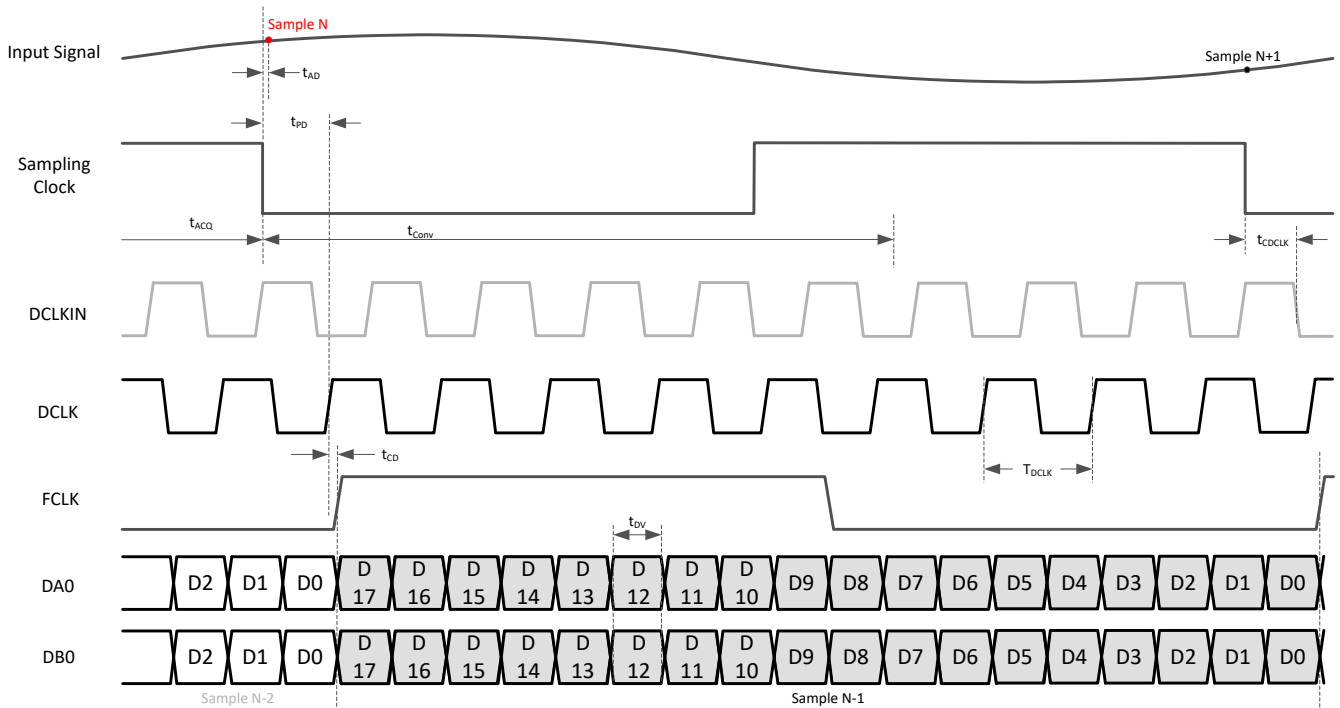 Sample N
Input Signal
Sample N+1
tAD
tPD
Sampling
Clock
tACQ
tConv
tCDCLK
DCLKIN
DCLK
tCD
TDCLK
FCLK
tDV
DA0
D2 D1 D0 D D D D D D D D D9 D8 D7 D6 D5 D4 D3 D2 D1 D0
17 16 15 14 13 12 11 10
DB0
D2 D1 D0 D D D D D D D D D9 D8 D7 D6 D5 D4 D3 D2 D1 D0
17 16 15 14 13 12 11 10
Sample N-2
Sample N-1